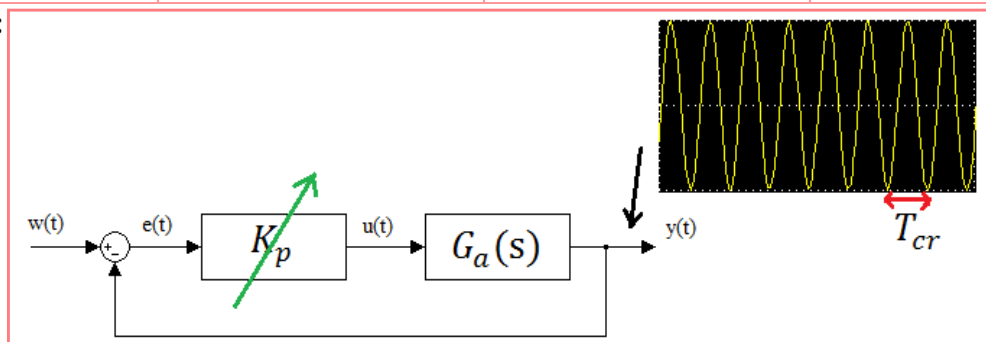 w(t)
+
-
e(t)
K_p
u(t)
G_a(s)
y(t)
T_cr